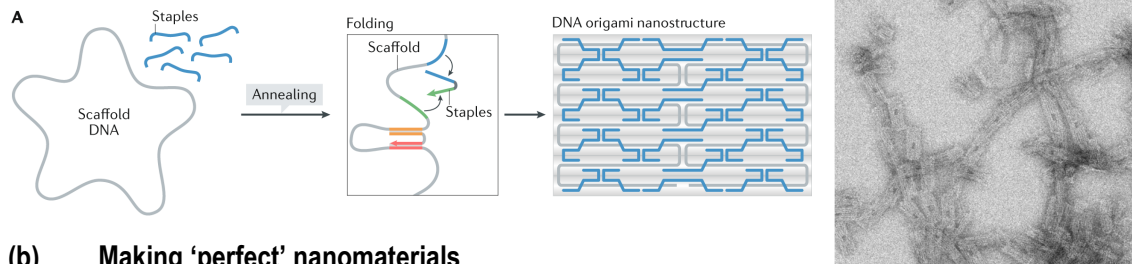 A
Staples
Scaffold
DNA
Annealing
Folding
Scaffold
Staples
DNA origami nanostructure
(b) Making ‘perfect’ nanomaterials